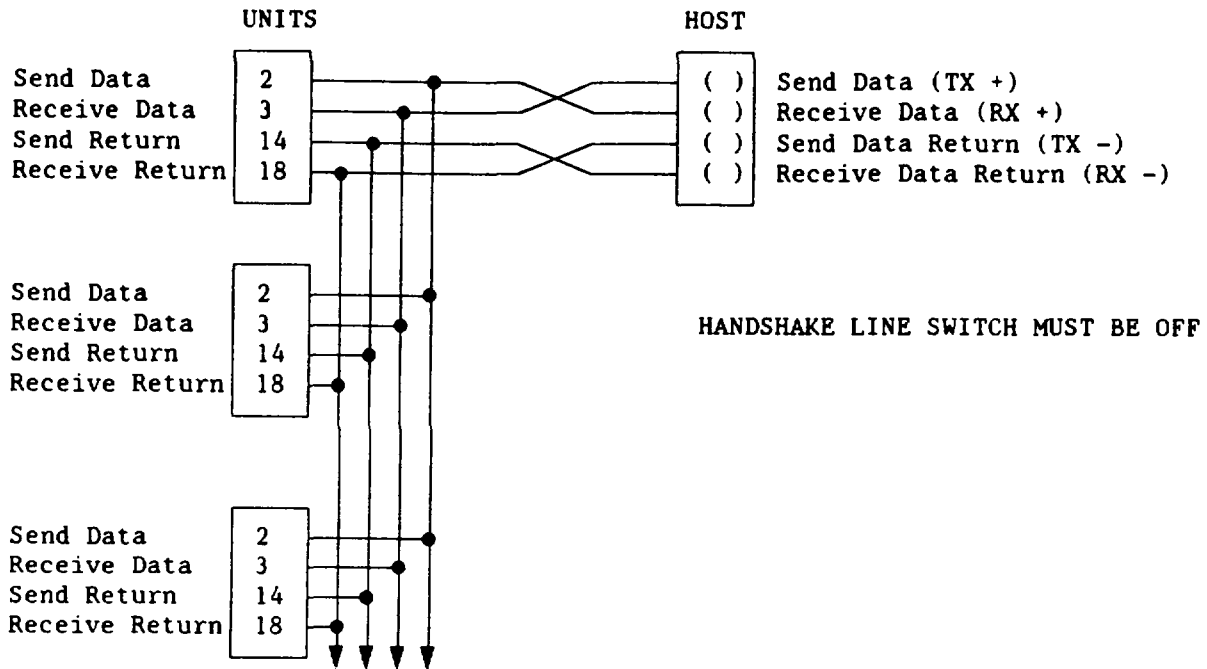 UNITS HOST
Send Data 2 ( ) Send Data (TX +)
Receive Data 3 ( ) Receive Data (RX +)
Send Return 14 ( ) Send Data Return (TX -)
Receive Return 18 ( ) Receive Data Return (RX -)
Send Data 2
Receive Data 3
HANDSHAKE LINE SWITCH MUST BE OFF
Send Return 14
Receive Return 18
Send Data 2
Receive Data 3
Send Return 14
Receive Return 18